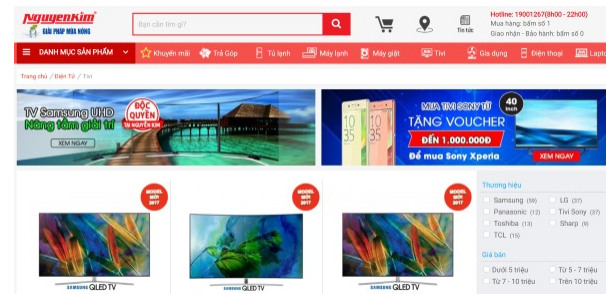 NguyenKim
GIẢI PHÁP MÙA NÓNG
Bạn cần tìm gì?
Tin tức
Hotline: 19001267(8h00 - 22h00)
Mua hàng: bấm số 1
Giao nhận - Bảo hành: bấm số 0
DANH MỤC SẢN PHẨM
Khuyến mãi
Trả Góp
Tủ lạnh
Máy lạnh
Máy giặt
Tivi
Gia dụng
Điện thoại
Lapto
Trang chủ / Điện Tử / Tivi
TV Samsung UHD
Nâng tầm giải trí
ĐỘC
QUYỀN
TẠI NGUYỄN KIM
XEM NGAY
MUA TIVI SONY TỪ
40
inch
TẶNG VOUCHER
ĐẾN 1.000.000Đ
Để mua Sony Xperia
XEM NGAY
10
35
10
35
MODEL
MỚI
2017
SAMSUNG QLED TV
MODEL
MỚI
2017
SAMSUNG QLED TV
MODEL
MỚI
2017
SAMSUNG QLED TV
Thương hiệu
Samsung (59)
LG (37)
Panasonic (12)
Tivi Sony (37)
Toshiba (13)
Sharp (9)
TCL (15)
Giá bán
Dưới 5 triệu
Từ 5 - 7 triệu
Từ 7 - 10 triệu
Trên 10 triệu